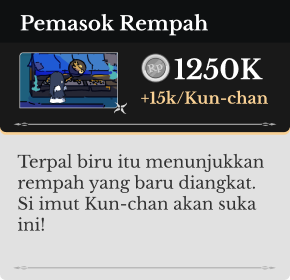 Pemasok Rempah
RP 1250K
+15k/Kun-chan
Terpal biru itu menunjukkan
rempah yang baru diangkat.
Si imut Kun-chan akan suka
ini!